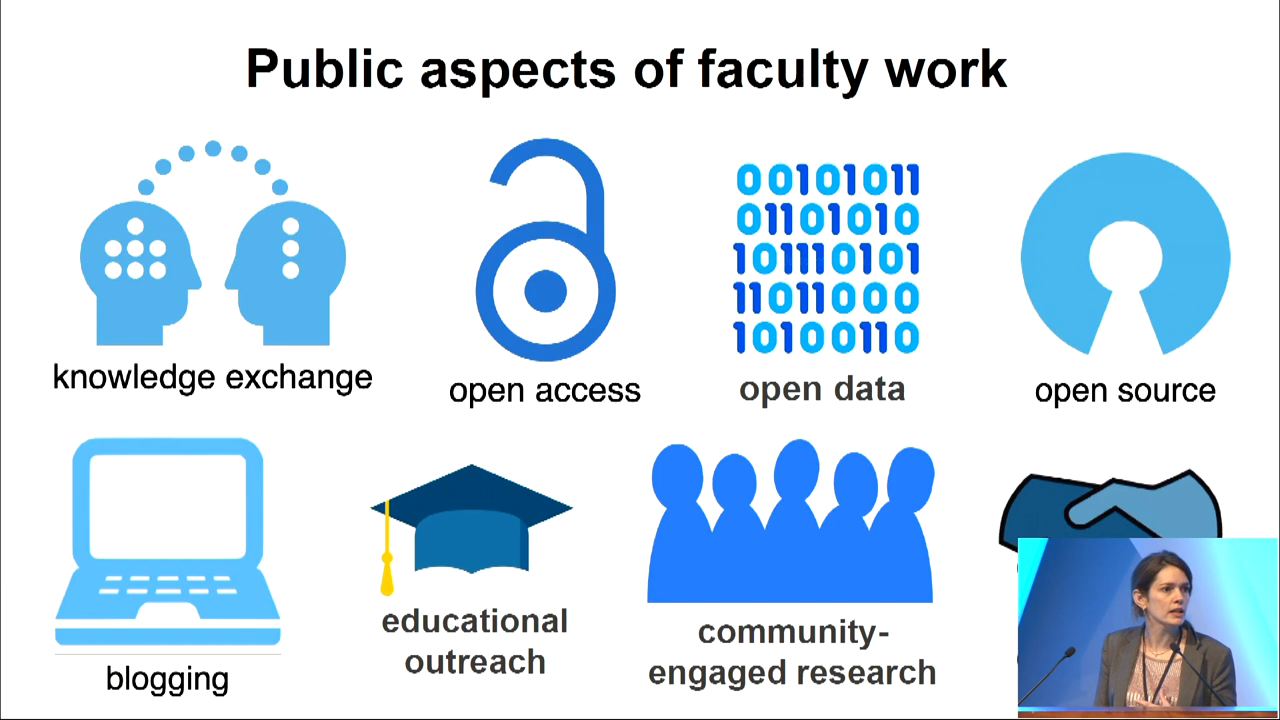 Public aspects of faculty work
00101011
01101010
101110101
11011000
10100110
knowledge exchange
open access
open data
open source
blogging
educational
outreach
community-
engaged research